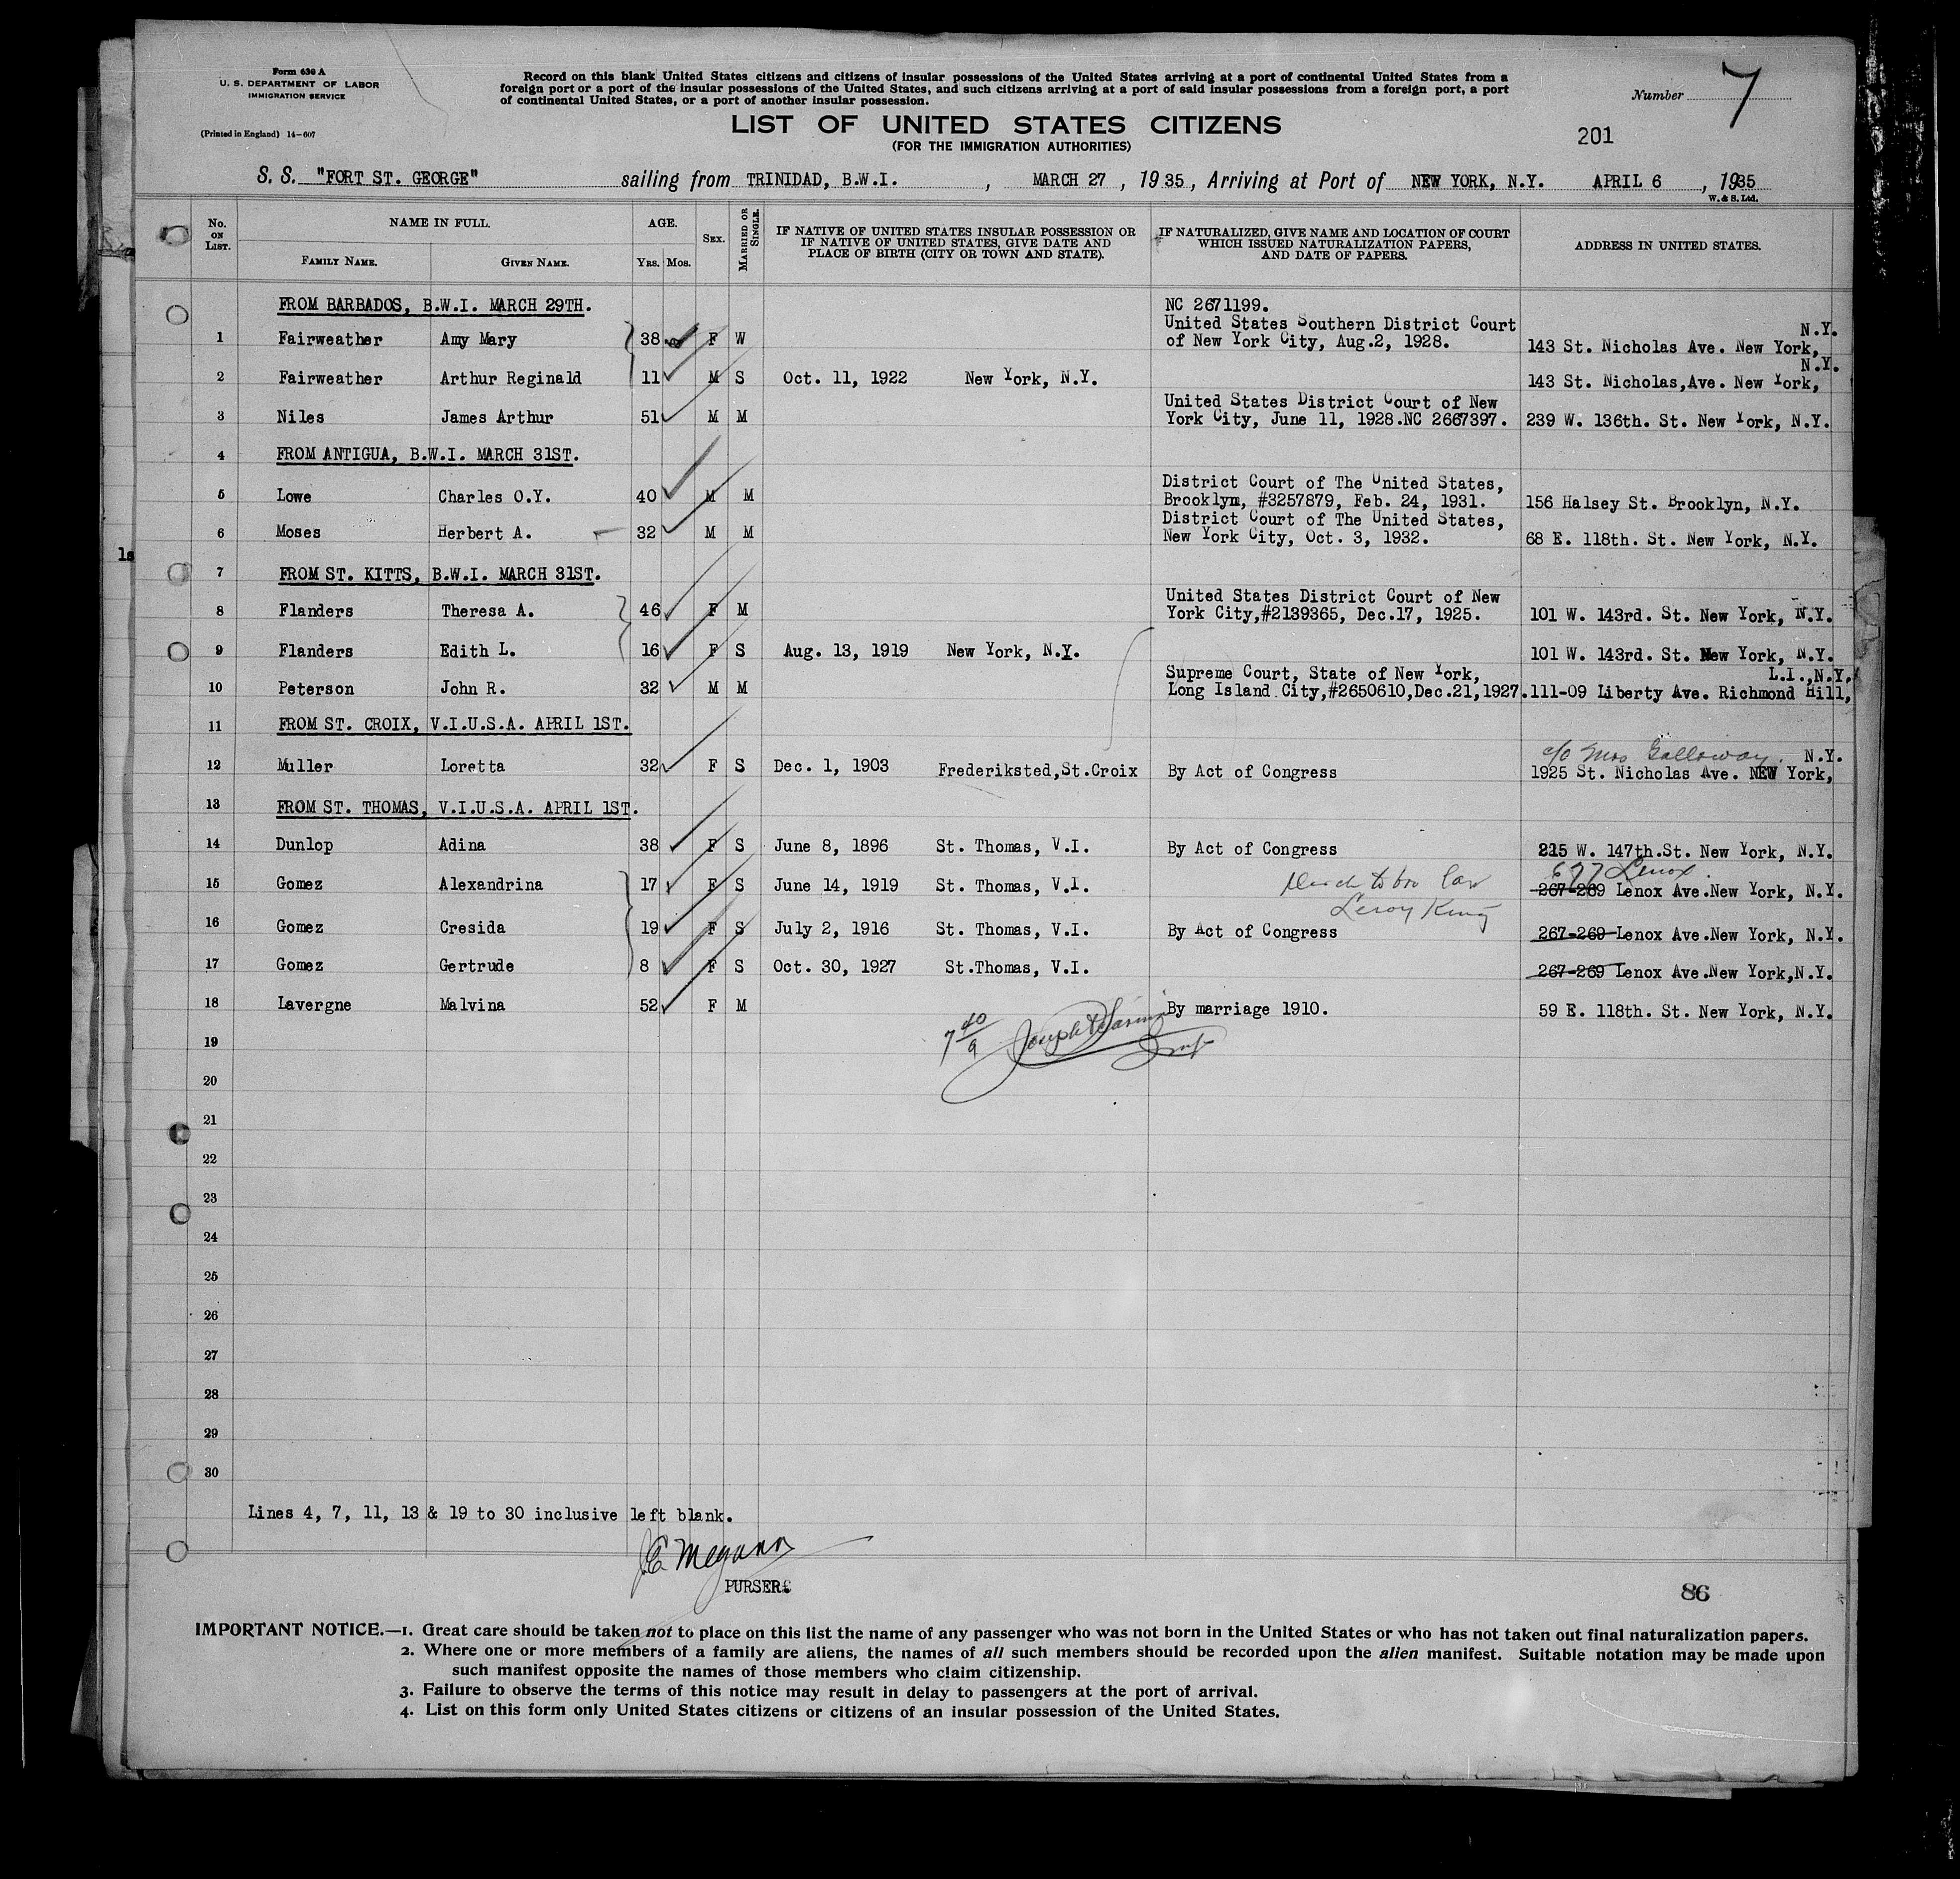 Form 630 A
U. S. DEPARTMENT OF LABOR
IMMIGRATION SERVICE
(Printed in England) 14-607
Record on this blank United States citizens and citizens of insular possessions of the United States arriving at a port of continental United States from a
foreign port or a port of the insular possessions of the United States, and such citizens arriving at a port of said insular possessions from a foreign port, a port
of continental United States, or a port of another insular possession.
Number 7
LIST OF UNITED STATES CITIZENS
(FOR THE IMMIGRATION AUTHORITIES)
201
S. S. "FORT ST. GEORGE" sailing from TRINIDAD, B.W.I. , MARCH 27 , 1935, Arriving at Port of NEW YORK, N.Y. APRIL 6 , 1935
W. & S. Ltd.
No. ON LIST. NAME IN FULL. AGE. SEX. MARRIED OR SINGLE. IF NATIVE OF UNITED STATES INSULAR POSSESSION OR IF NATIVE OF UNITED STATES, GIVE DATE AND PLACE OF BIRTH (CITY OR TOWN AND STATE). IF NATURALIZED, GIVE NAME AND LOCATION OF COURT WHICH ISSUED NATURALIZATION PAPERS, AND DATE OF PAPERS. ADDRESS IN UNITED STATES.
FAMILY NAME. GIVEN NAME. YRS. MOS.
FROM BARBADOS, B.W.I. MARCH 29TH. NC 2671199.
United States Southern District Court N.Y.
1 Fairweather Amy Mary 38 F W of New York City, Aug.2, 1928. 143 St. Nicholas Ave. New York,
N.Y.
2 Fairweather Arthur Reginald 11 M S Oct. 11, 1922 New York, N.Y. 143 St. Nicholas,Ave. New York,
United States District Court of New
3 Niles James Arthur 51 M M York City, June 11, 1928.NC 2667397. 239 W. 136th. St. New York, N.Y.
4 FROM ANTIGUA, B.W.I. MARCH 31ST.
District Court of The United States,
5 Lowe Charles O.Y. 40 M M Brooklyn, #3257879, Feb. 24, 1931. 156 Halsey St. Brooklyn, N.Y.
District Court of The United States,
6 Moses Herbert A. 32 M M New York City, Oct. 3, 1932. 68 E. 118th. St. New York, N.Y.
ls
7 FROM ST. KITTS, B.W.I. MARCH 31ST.
United States District Court of New
8 Flanders Theresa A. 46 F M York City,#2139365, Dec.17, 1925. 101 W. 143rd. St. New York, N.Y.
9 Flanders Edith L. 16 F S Aug. 13, 1919 New York, N.Y. 101 W. 143rd. St. New York, N.Y.
Supreme Court, State of New York, L.I.,N.Y.
10 Peterson John R. 32 M M Long Island City,#2650610,Dec.21,1927. 111-09 Liberty Ave. Richmond Hill,
11 FROM ST. CROIX, V.I.U.S.A. APRIL 1ST.
c/o Mrs Galloway. N.Y.
12 Muller Loretta 32 F S Dec. 1, 1903 Frederiksted,St.Croix By Act of Congress 1925 St. Nicholas Ave. NEW York,
13 FROM ST. THOMAS, V.I.U.S.A. APRIL 1ST.
14 Dunlop Adina 38 F S June 8, 1896 St. Thomas, V.I. By Act of Congress W. 147th.St. New York, N.Y.
677 Lenox
15 Gomez Alexandrina 17 F S June 14, 1919 St. Thomas, V.I. to bro law 267-269 Lenox Ave.New York, N.Y.
Leroy King
16 Gomez Cresida 19 F S July 2, 1916 St. Thomas, V.I. By Act of Congress 267-269 Lenox Ave.New York, N.Y.
17 Gomez Gertrude 8 F S Oct. 30, 1927 St.Thomas, V.I. 267-269 Lenox Ave.New York,N.Y.
18 Lavergne Malvina 52 F M By marriage 1910. 59 E. 118th. St. New York, N.Y.
19 Joseph
20
21
22
23
24
25
26
27
28
29
30
Lines 4, 7, 11, 13 & 19 to 30 inclusive left blank.
PURSER.
86
IMPORTANT NOTICE.—1. Great care should be taken not to place on this list the name of any passenger who was not born in the United States or who has not taken out final naturalization papers.
2. Where one or more members of a family are aliens, the names of all such members should be recorded upon the alien manifest. Suitable notation may be made upon
such manifest opposite the names of those members who claim citizenship.
3. Failure to observe the terms of this notice may result in delay to passengers at the port of arrival.
4. List on this form only United States citizens or citizens of an insular possession of the United States.